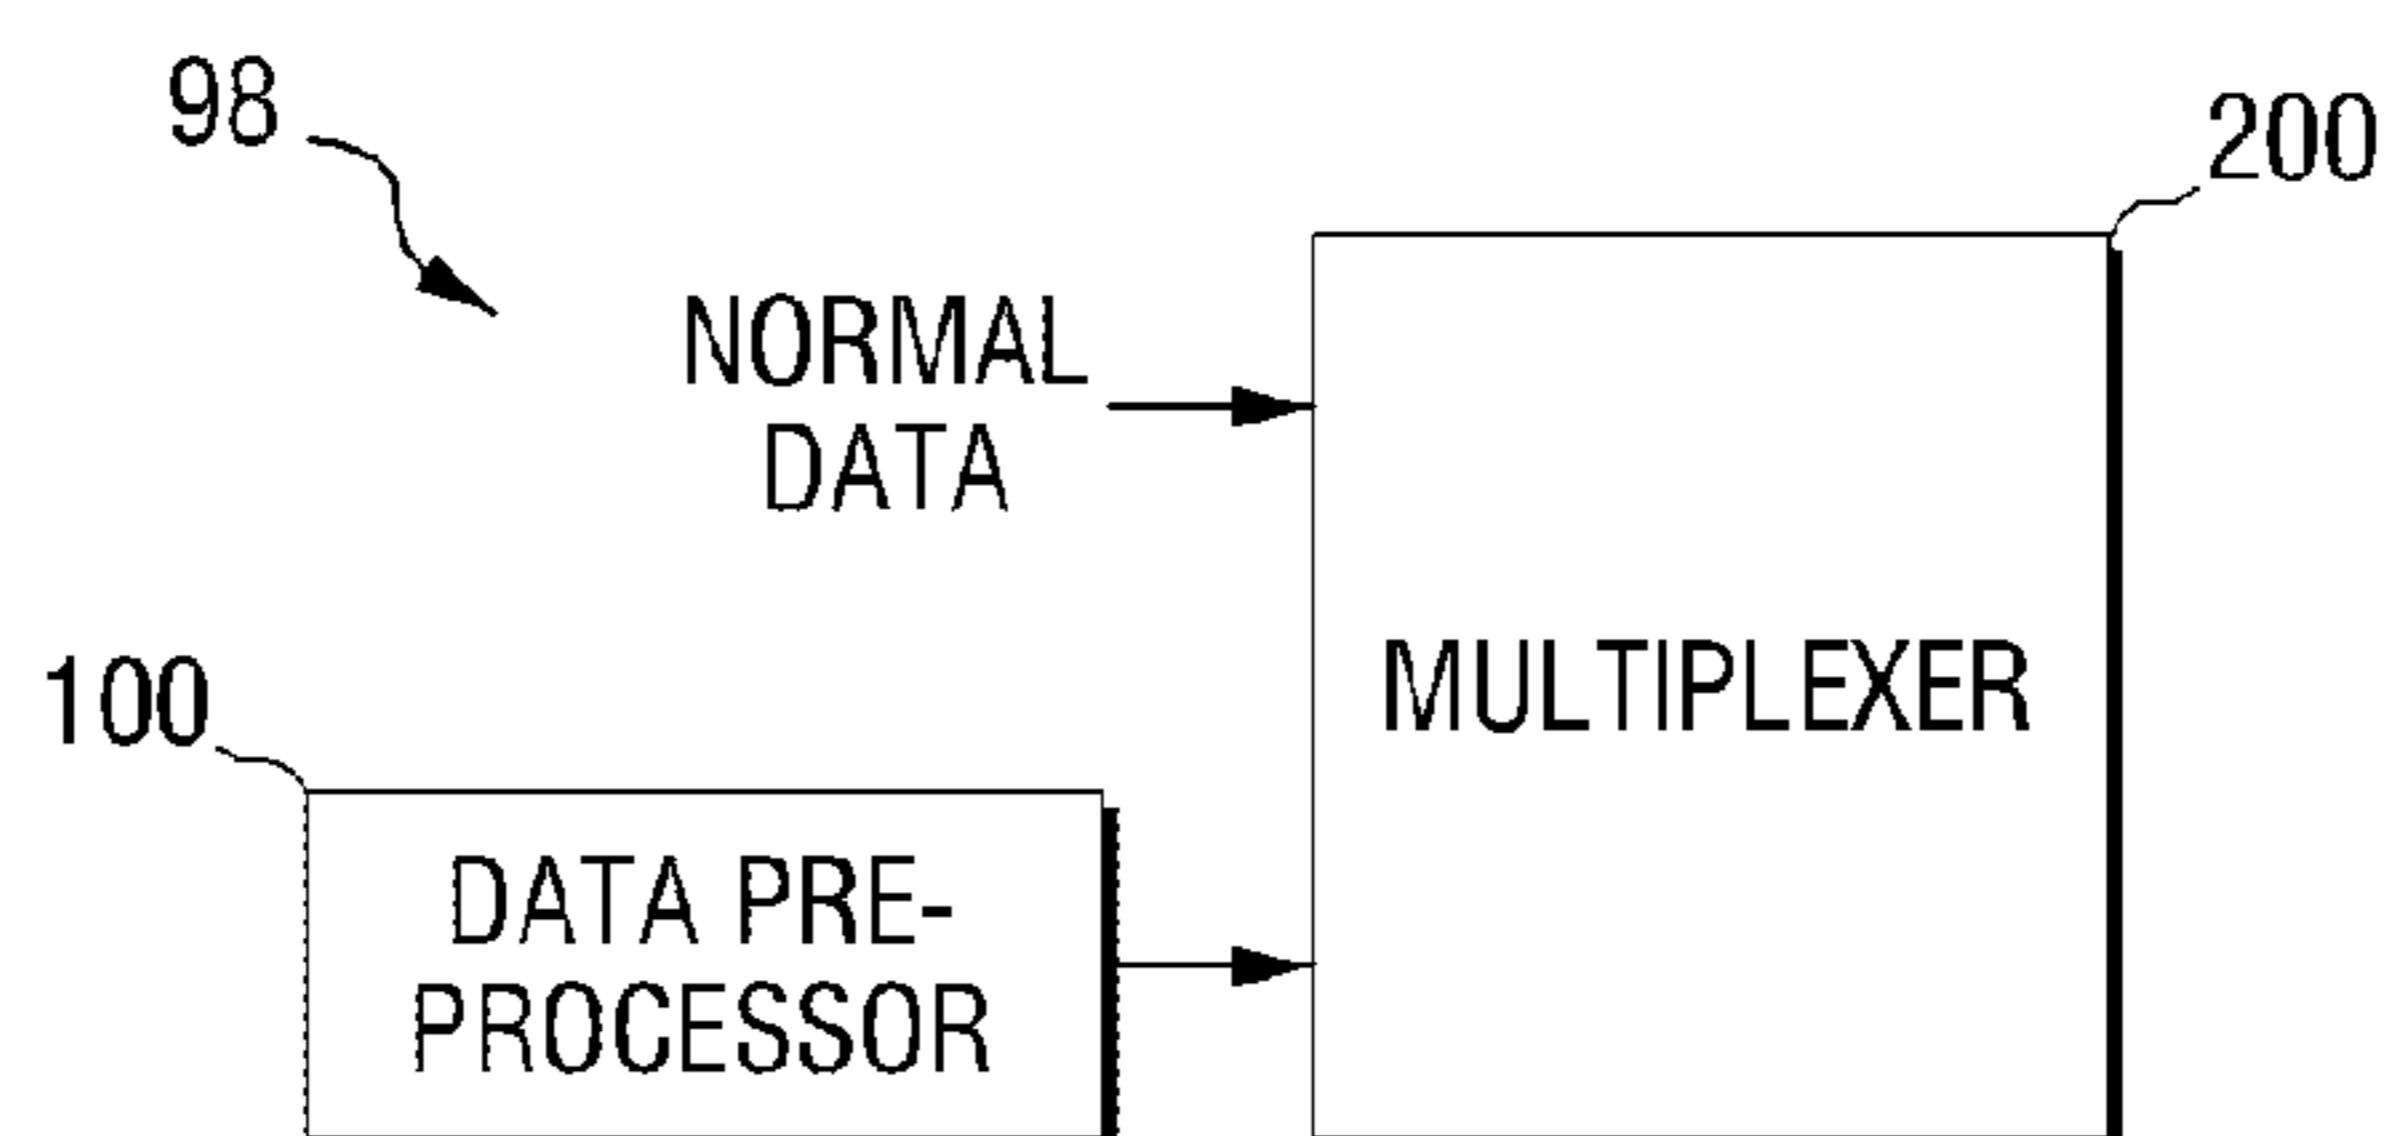 98
200
NORMAL
DATA
MULTIPLEXER
100
DATA PRE-
PROCESSOR